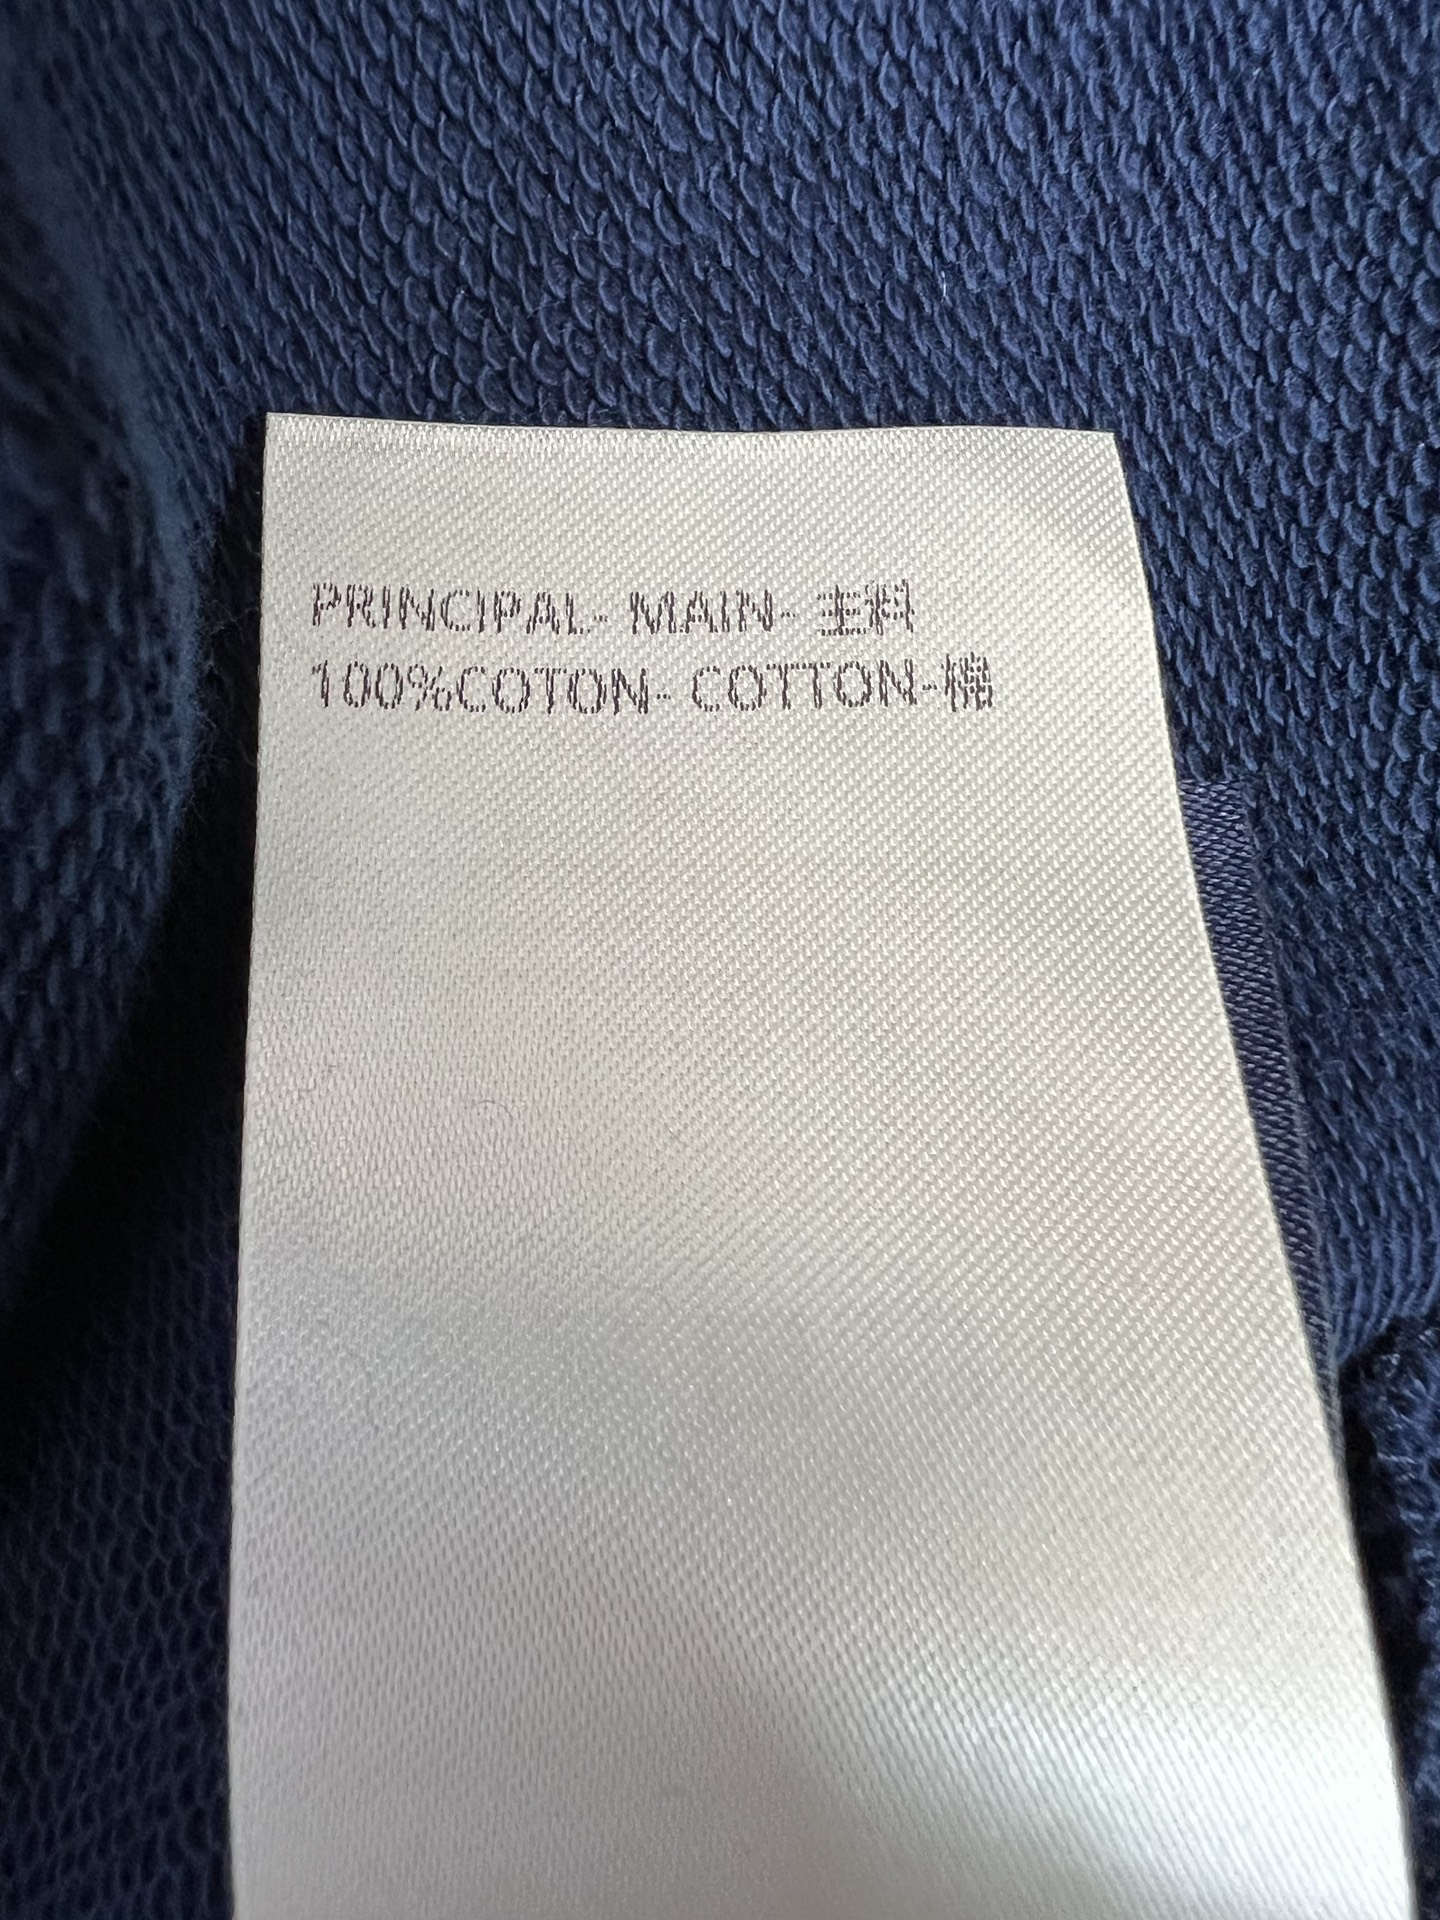 PRINCIPAL- MAIN- 主料
100%COTON- COTTON-棉